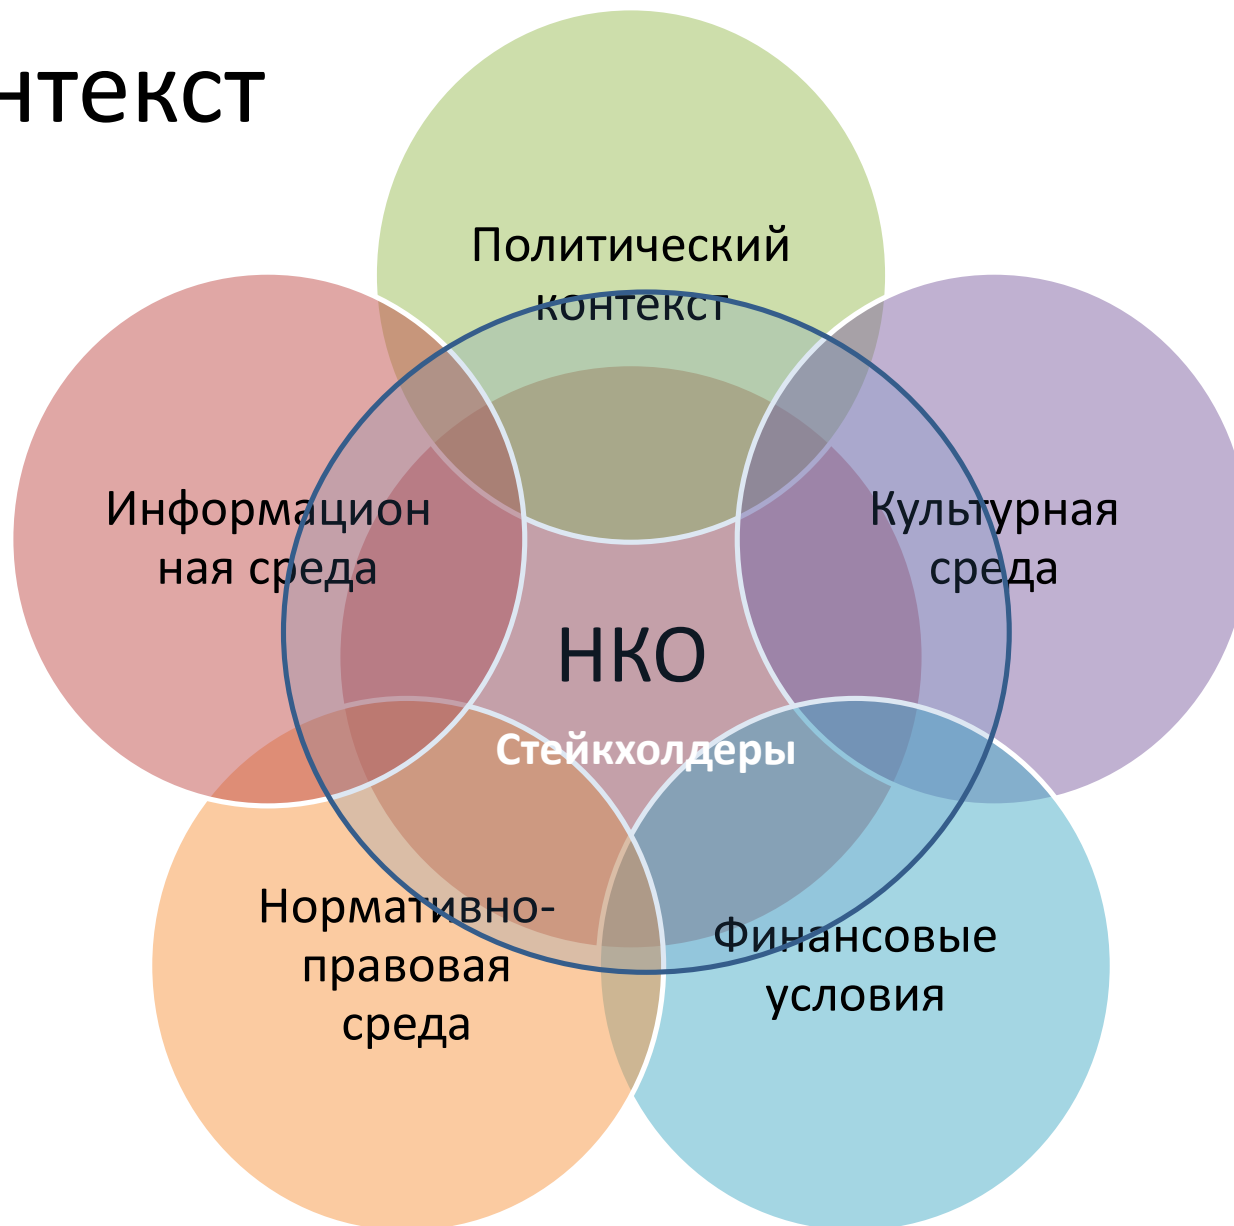 нтекст
Политический
контекст
Информацион
ная среда
Культурная
среда
НКО
Стейкхолдеры
Нормативно-
правовая
среда
Финансовые
условия